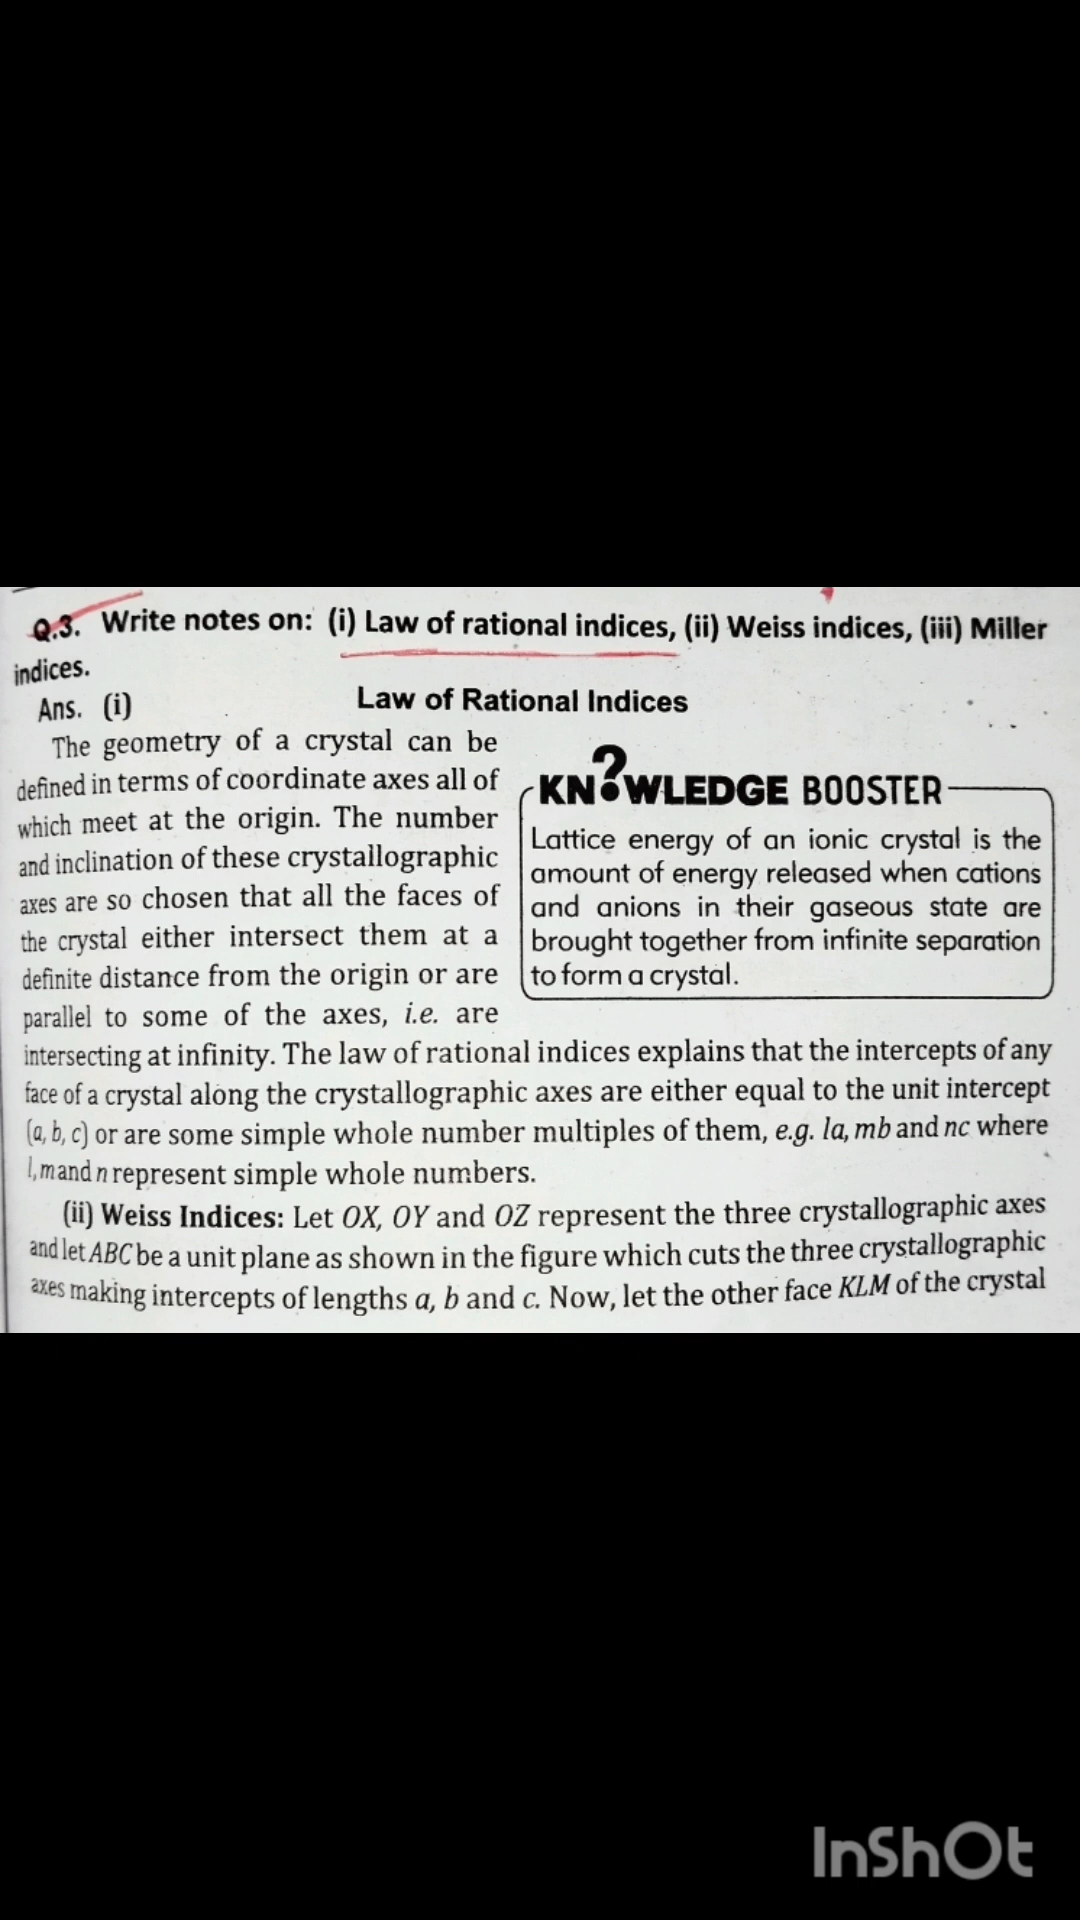 Q.3. Write notes on: (i) Law of rational indices, (ii) Weiss indices, (iii) Miller
indices.
Ans. (i)
Law of Rational Indices
The geometry of a crystal can be
defined in terms of coordinate axes all of
which meet at the origin. The number
and inclination of these crystallographic
axes are so chosen that all the faces of
the crystal either intersect them at a
definite distance from the origin or are
parallel to some of the axes, i.e. are
KN?WLEDGE BOOSTER
Lattice energy of an ionic crystal is the
amount of energy released when cations
and anions in their gaseous state are
brought together from infinite separation
to form a crystal.
intersecting at infinity. The law of rational indices explains that the intercepts of any
face of a crystal along the crystallographic axes are either equal to the unit intercept
(a, b, c) or are some simple whole number multiples of them, e.g. la, mb and nc where
l, m and n represent simple whole numbers.
(ii) Weiss Indices: Let OX, OY and OZ represent the three crystallographic axes
and let ABC be a unit plane as shown in the figure which cuts the three crystallographic
axes making intercepts of lengths a, b and c. Now, let the other face KLM of the crystal
InShOt